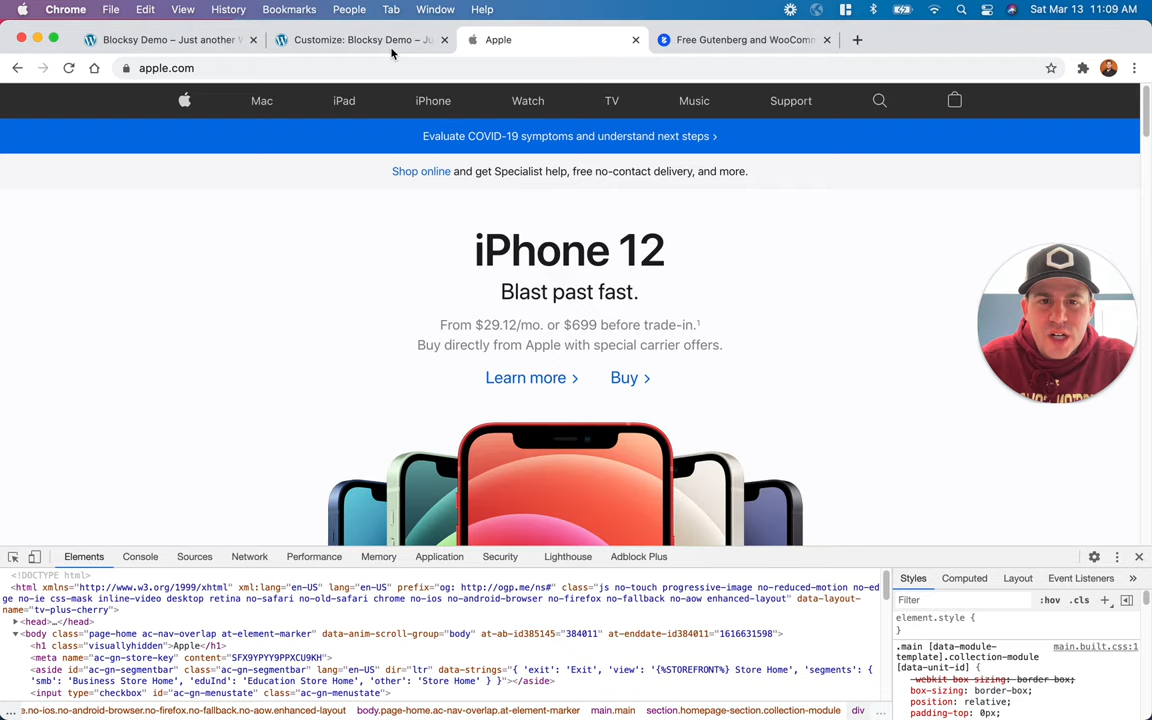 Chrome File Edit View History Bookmarks People Tab Window Help Sat Mar 13 11:09 AM
Blocksy Demo – Just another W Customize: Blocksy Demo – Ju Apple Free Gutenberg and WooComm
apple.com
Mac iPad iPhone Watch TV Music Support
Evaluate COVID-19 symptoms and understand next steps >
Shop online and get Specialist help, free no-contact delivery, and more.
iPhone 12
Blast past fast.
From $29.12/mo. or $699 before trade-in.¹
Buy directly from Apple with special carrier offers.
Learn more > Buy >
Elements Console Sources Network Performance Memory Application Security Lighthouse Adblock Plus
<!DOCTYPE html>
<html xmlns="http://www.w3.org/1999/xhtml" xml:lang="en-US" lang="en-US" prefix="og: http://ogp.me/ns#" class="js no-touch progressive-image no-reduced-motion no-ed
ge no-ie css-mask inline-video desktop retina no-safari no-old-safari chrome no-ios no-android-browser no-firefox no-fallback no-aow enhanced-layout" data-layout-
name="tv-plus-cherry">
<head>…</head>
<body class="page-home ac-nav-overlap at-element-marker" data-anim-scroll-group="body" at-ab-id385145="384011" at-enddate-id384011="1616631598">
<h1 class="visuallyhidden">Apple</h1>
<meta name="ac-gn-store-key" content="SFX9YPYY9PPXCU9KH">
<aside id="ac-gn-segmentbar" class="ac-gn-segmentbar" lang="en-US" dir="ltr" data-strings="{ 'exit': 'Exit', 'view': '{%STOREFRONT%} Store Home', 'segments': {
'smb': 'Business Store Home', 'eduInd': 'Education Store Home', 'other': 'Store Home' } }"></aside>
<input type="checkbox" id="ac-gn-menustate" class="ac-gn-menustate">
... e.no-ios.no-android-browser.no-firefox.no-fallback.no-aow.enhanced-layout body.page-home.ac-nav-overlap.at-element-marker main.main section.homepage-section.collection-module div ...
Styles Computed Layout Event Listeners »
Filter :hov .cls +
element.style {
}
.main [data-module- main.built.css:1
template].collection-module
[data-unit-id] {
-webkit-box-sizing: border-box;
box-sizing: border-box;
position: relative;
padding-top: 0px;